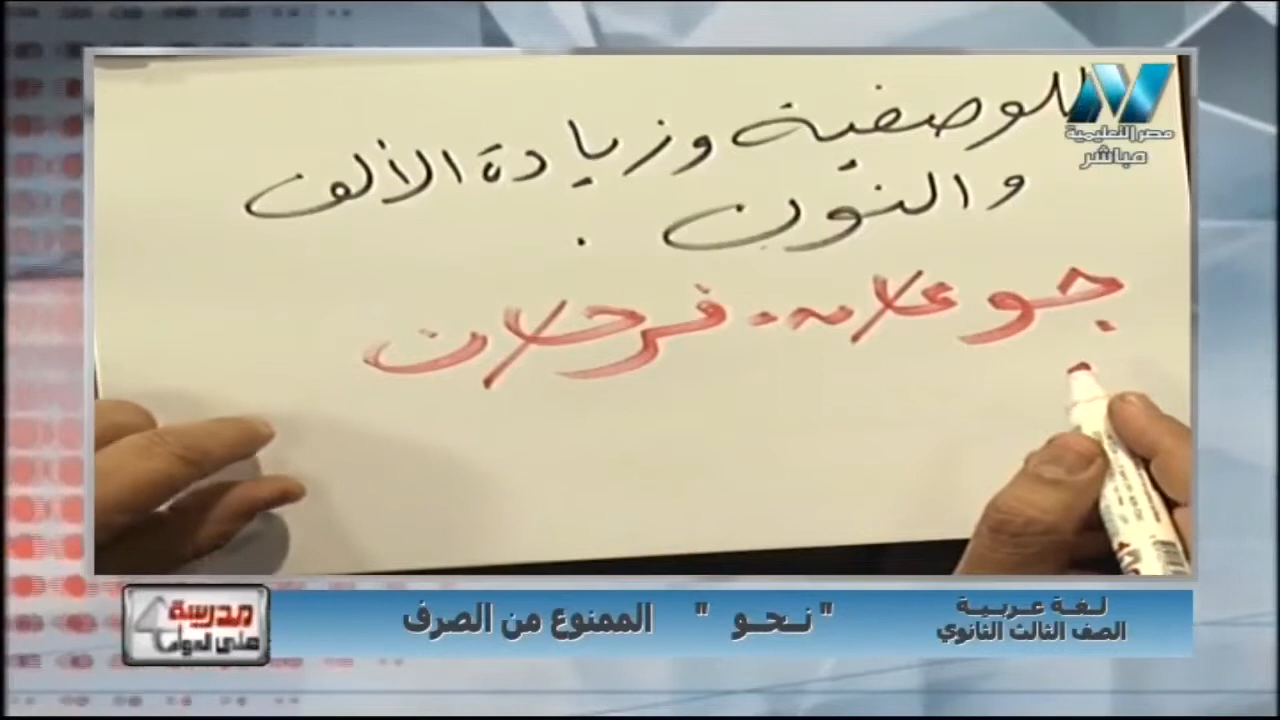 للوصفية وزيادة الألف
والنون .
جوعان . فرحان
مصر التعليمية
مباشر
لغة عربية
الصف الثالث الثانوي
"نحو " الممنوع من الصرف
مدرسة
على الهواء